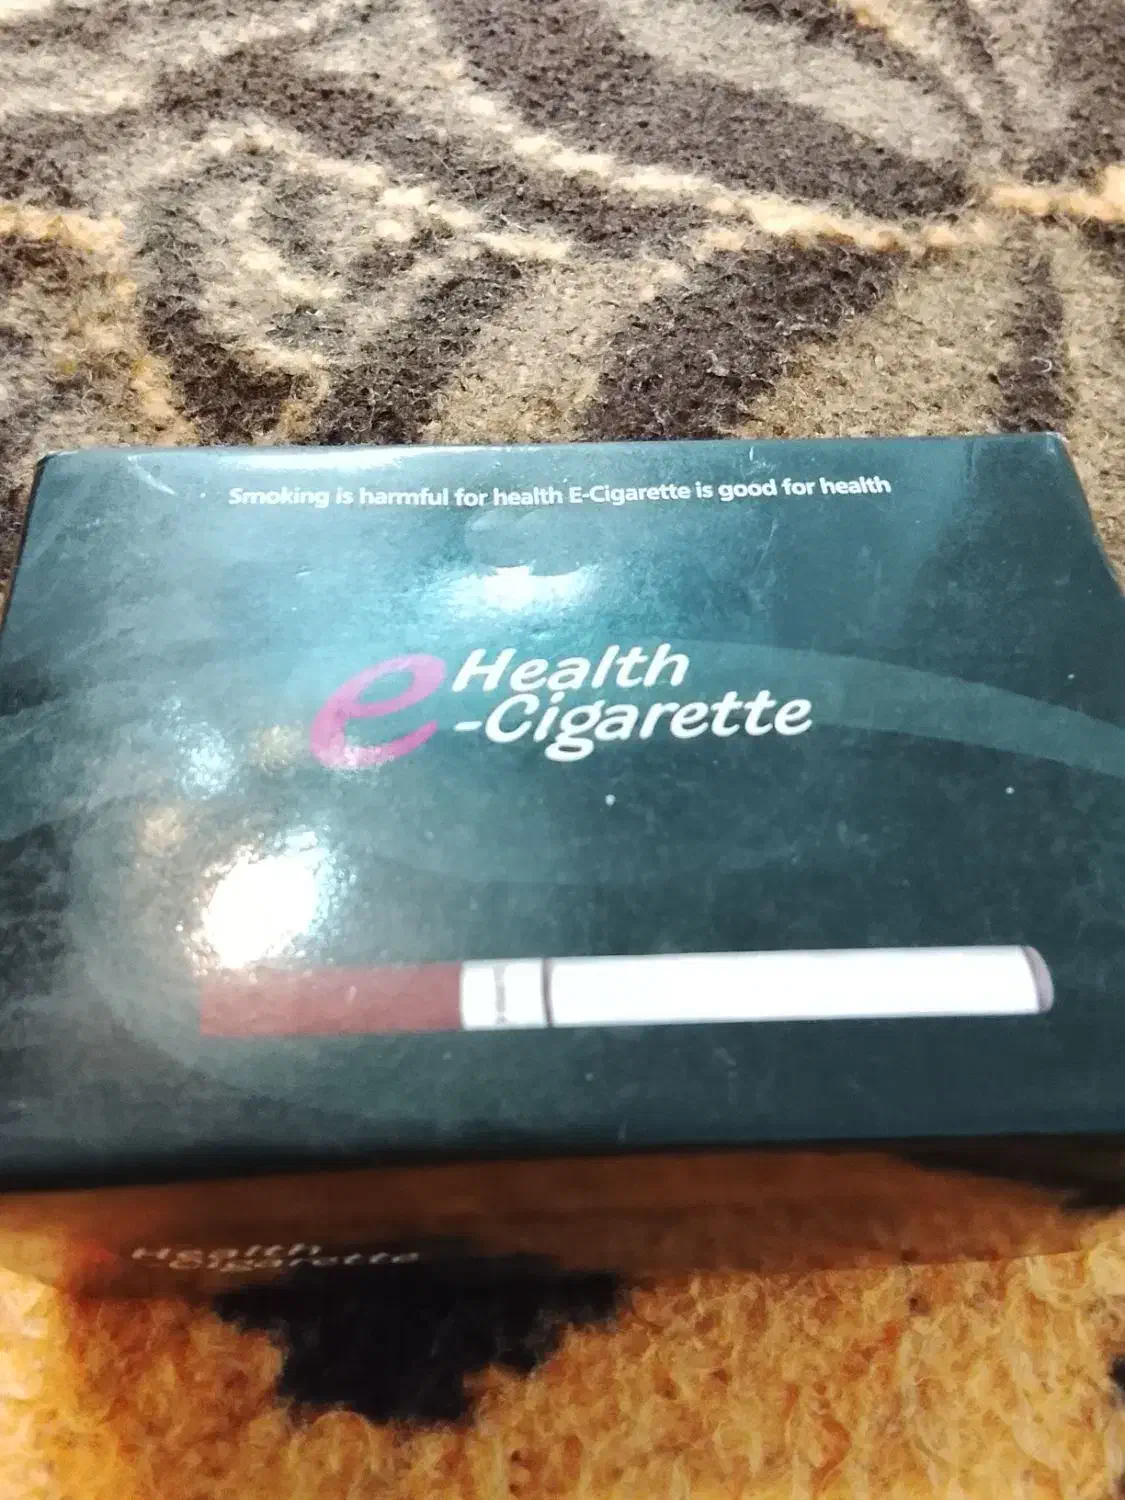 Smoking is harmful for health E-Cigarette is good for health
e Health
-Cigarette
Health
-Cigarette